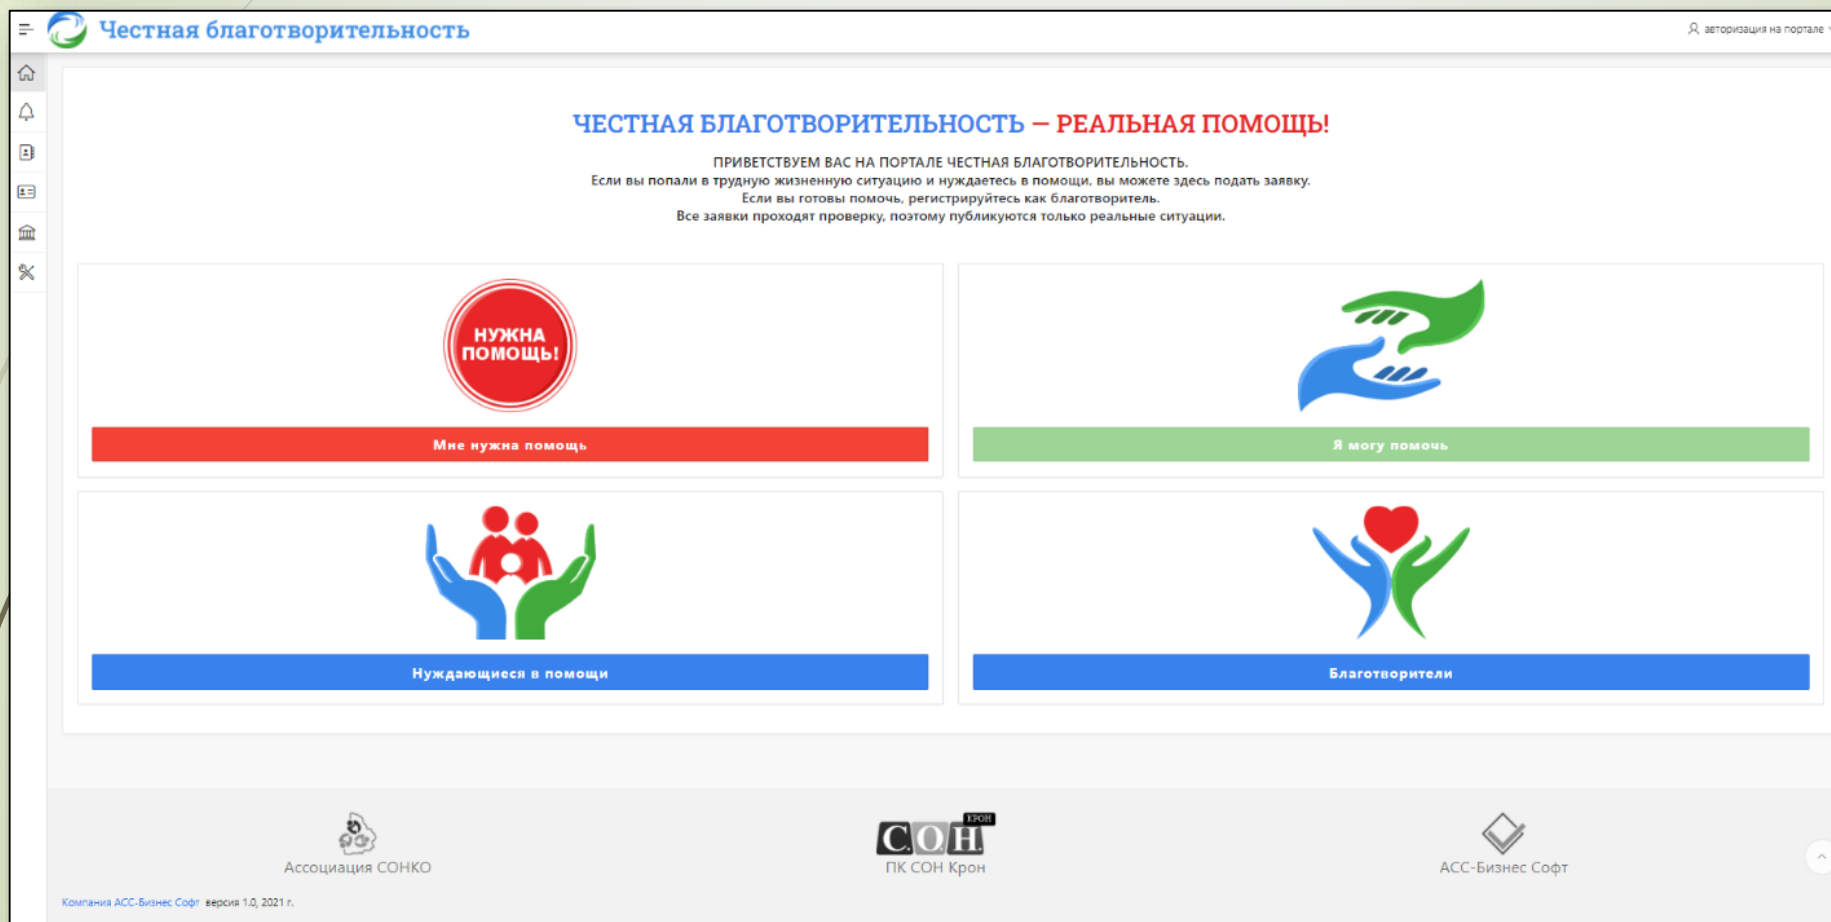 Честная благотворительность
авторизация на портале
ЧЕСТНАЯ БЛАГОТВОРИТЕЛЬНОСТЬ — РЕАЛЬНАЯ ПОМОЩЬ!
ПРИВЕТСТВУЕМ ВАС НА ПОРТАЛЕ ЧЕСТНАЯ БЛАГОТВОРИТЕЛЬНОСТЬ.
Если вы попали в трудную жизненную ситуацию и нуждаетесь в помощи, вы можете здесь подать заявку.
Если вы готовы помочь, регистрируйтесь как благотворитель.
Все заявки проходят проверку, поэтому публикуются только реальные ситуации.
НУЖНА
ПОМОЩЬ!
Мне нужна помощь
Я могу помочь
Нуждающиеся в помощи
Благотворители
Ассоциация СОНКО
КРОН
С.О.Н.
ПК СОН Крон
АСС-Бизнес Софт
Компания АСС-Бизнес Софт версия 1.0, 2021 г.